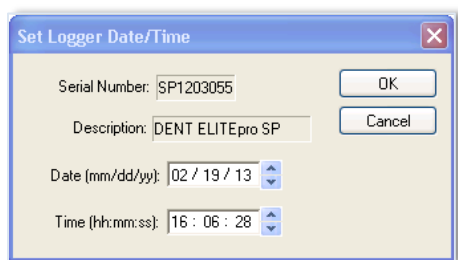 Set Logger Date/Time
Serial Number: SP1203055 OK
Description: DENT ELITEpro SP Cancel
Date (mm/dd/yy): 02 / 19 / 13
Time (hh:mm:ss): 16 : 06 : 28